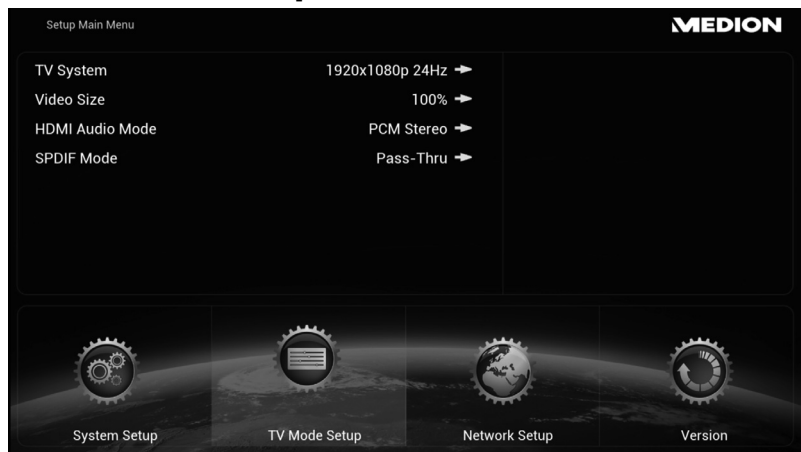 Setup Main Menu
MEDION
TV System 1920x1080p 24Hz
Video Size 100%
HDMI Audio Mode PCM Stereo
SPDIF Mode Pass-Thru
System Setup TV Mode Setup Network Setup Version